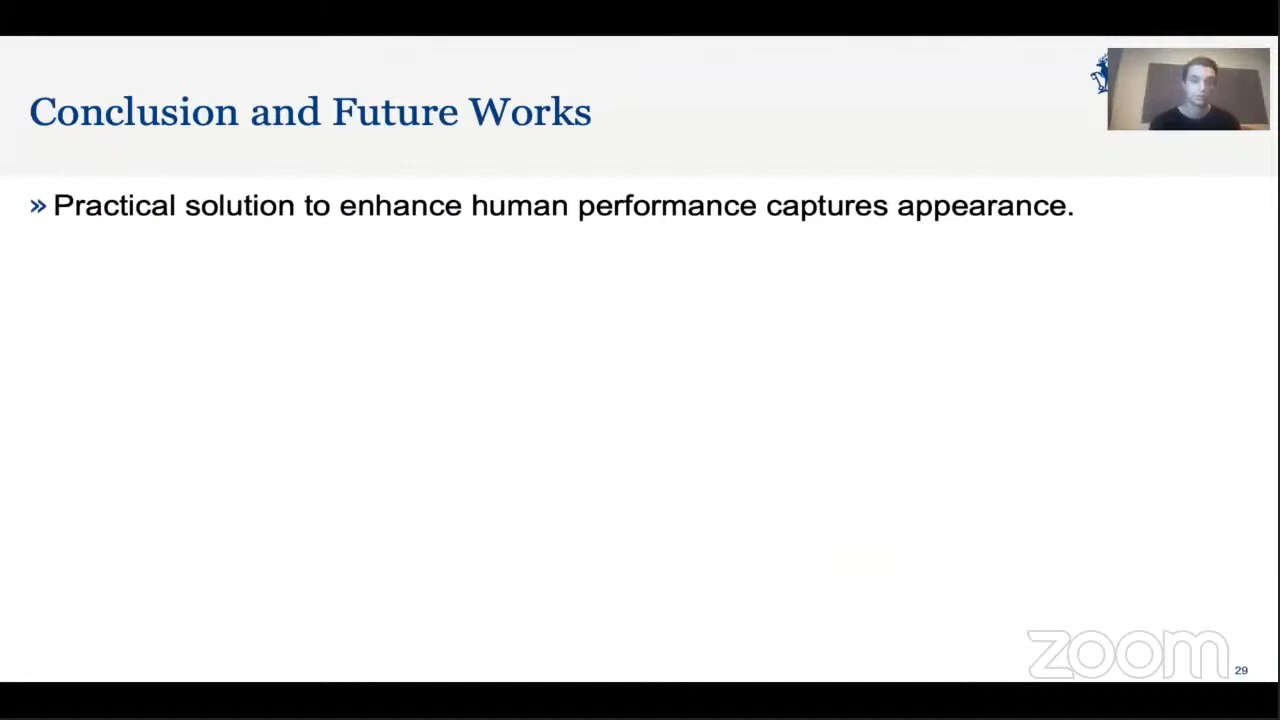 Conclusion and Future Works
» Practical solution to enhance human performance captures appearance.
zoom
29